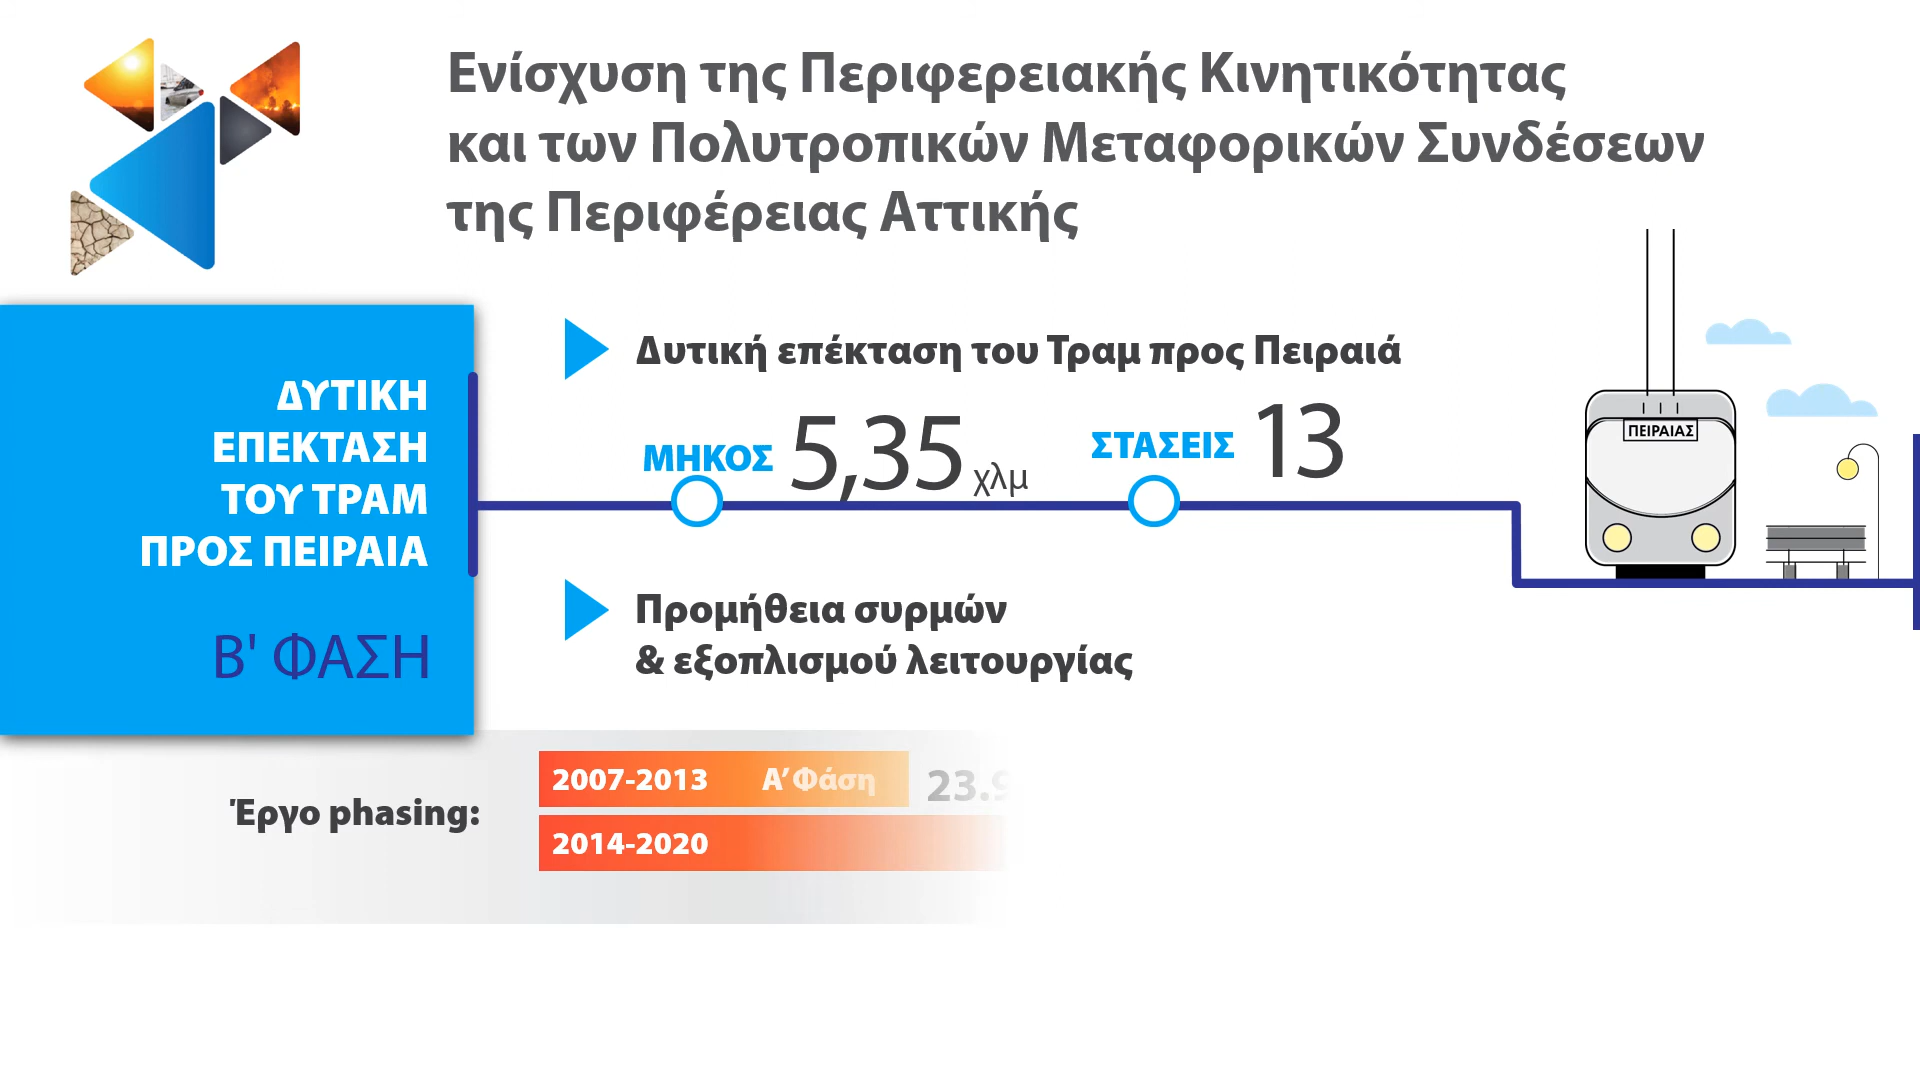 Ενίσχυση της Περιφερειακής Κινητικότητας
και των Πολυτροπικών Μεταφορικών Συνδέσεων
της Περιφέρειας Αττικής
ΔΥΤΙΚΗ
ΕΠΕΚΤΑΣΗ
ΤΟΥ ΤΡΑΜ
ΠΡΟΣ ΠΕΙΡΑΙΑ
Β' ΦΑΣΗ
Δυτική επέκταση του Τραμ προς Πειραιά
ΜΗΚΟΣ 5,35 χλμ
ΣΤΑΣΕΙΣ 13
ΠΕΙΡΑΙΑΣ
Προμήθεια συρμών
& εξοπλισμού λειτουργίας
Έργο phasing:
2007-2013 Α’ Φάση
2014-2020